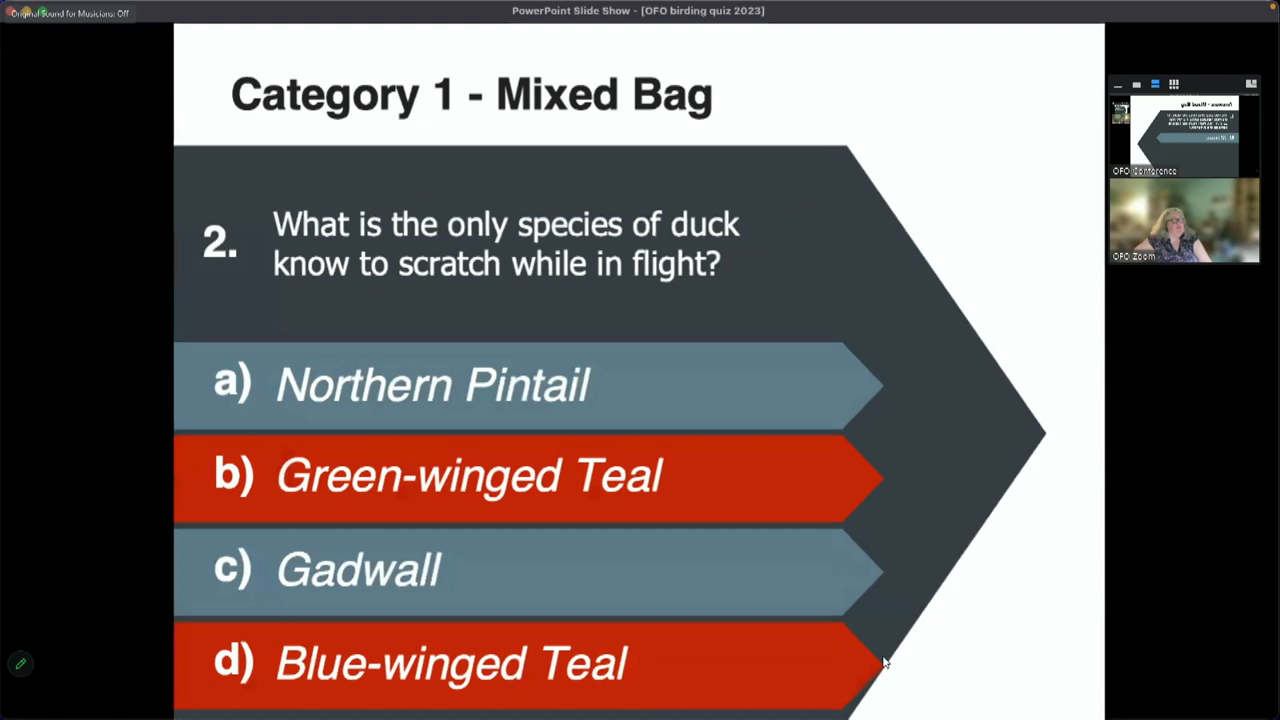 Original Sound for Musicians: Off
PowerPoint Slide Show - [OFO birding quiz 2023]
Category 1 - Mixed Bag
2.
What is the only species of duck
know to scratch while in flight?
a) Northern Pintail
b) Green-winged Teal
c) Gadwall
d) Blue-winged Teal
OFO Conference
OFO Zoom